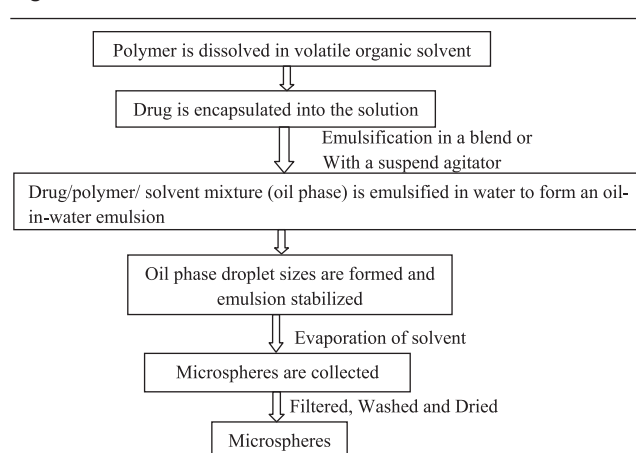 Polymer is dissolved in volatile organic solvent
Drug is encapsulated into the solution
Emulsification in a blend or
With a suspend agitator
Drug/polymer/ solvent mixture (oil phase) is emulsified in water to form an oil-
in-water emulsion
Oil phase droplet sizes are formed and
emulsion stabilized
Evaporation of solvent
Microspheres are collected
Filtered, Washed and Dried
Microspheres